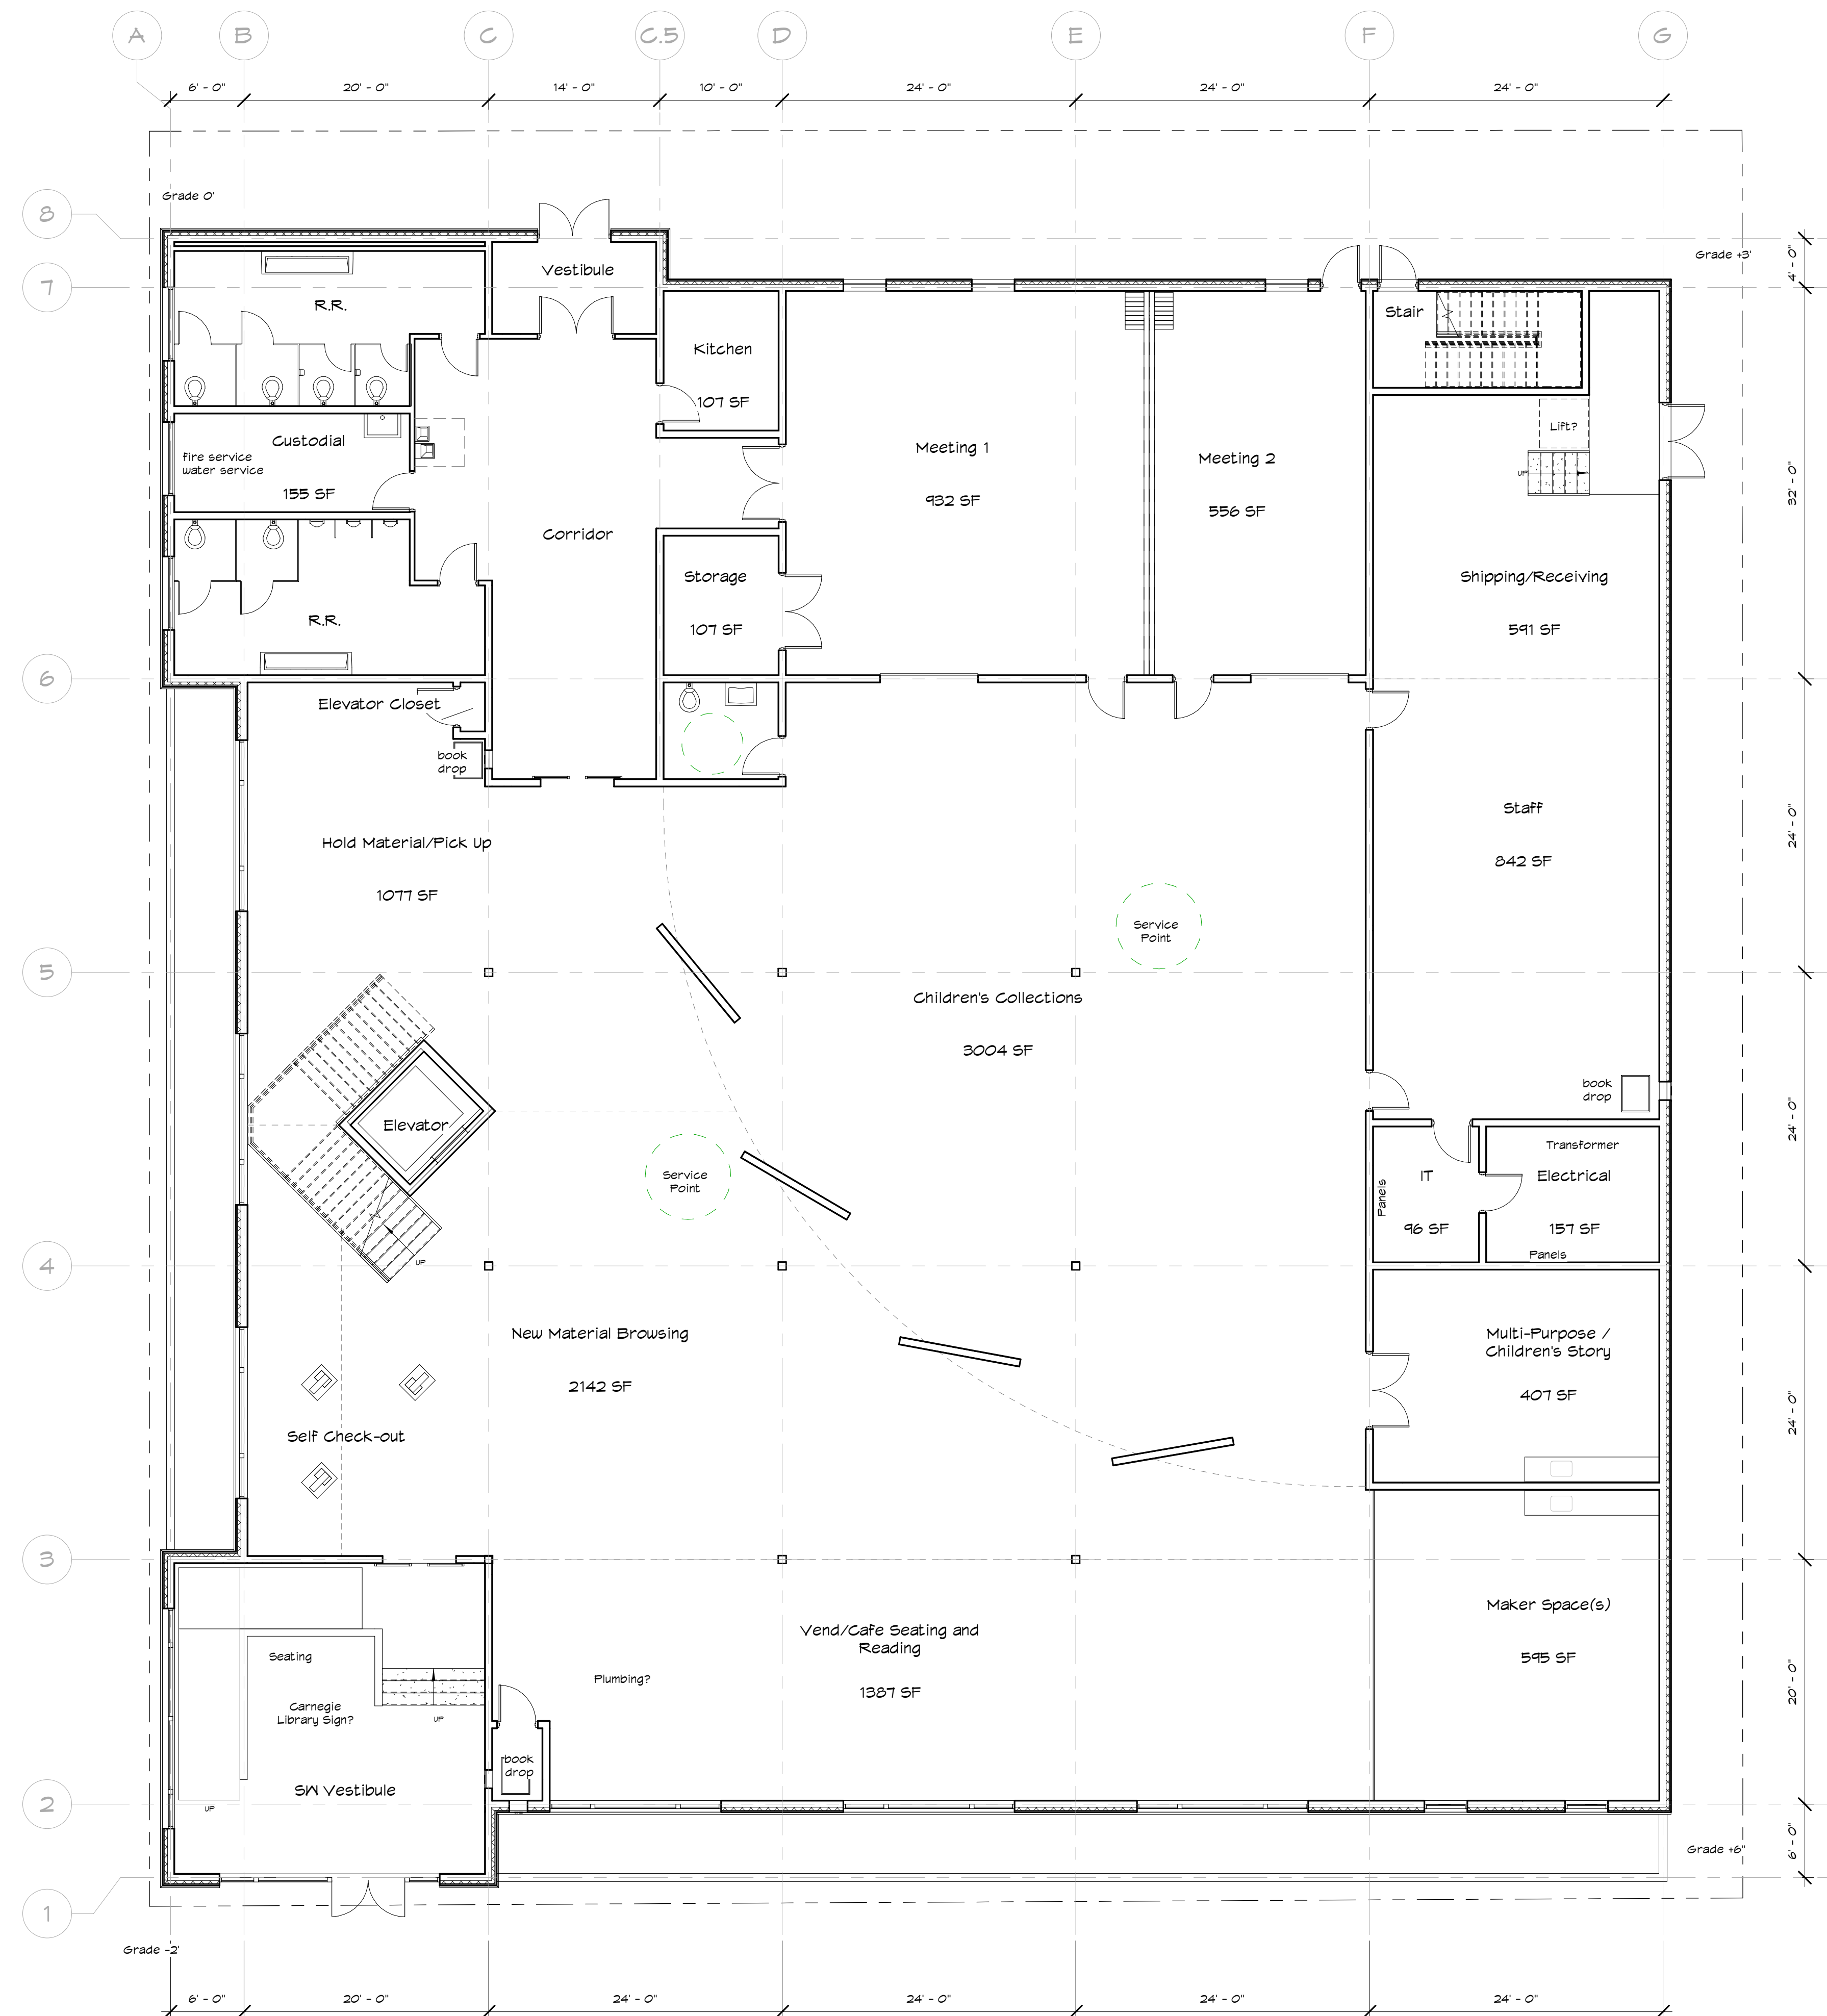 A B C C.5 D E F G
6' - 0" 20' - 0" 14' - 0" 10' - 0" 24' - 0" 24' - 0" 24' - 0"
Grade 0'
8
Grade +3'
4' - 0"
7
Vestibule
R.R.
Stair
Kitchen
107 SF
Lift?
Custodial
fire service
water service
155 SF
Meeting 1
932 SF
Meeting 2
556 SF
UP
32' - 0"
Corridor
Storage
107 SF
Shipping/Receiving
591 SF
R.R.
6
Elevator Closet
book
drop
Hold Material/Pick Up
1077 SF
Staff
842 SF
24' - 0"
Service
Point
5
Children's Collections
3004 SF
book
drop
Elevator
24' - 0"
Service
Point
Transformer
IT
Electrical
Panels
96 SF
157 SF
Panels
UP
4
New Material Browsing
2142 SF
Multi-Purpose /
Children's Story
407 SF
24' - 0"
Self Check-out
3
Maker Space(s)
595 SF
Vend/Cafe Seating and
Reading
1387 SF
Plumbing?
Seating
Carnegie
Library Sign?
UP
20' - 0"
book
drop
SW Vestibule
UP
2
Grade +6"
6' - 0"
1
Grade -2'
6' - 0" 20' - 0" 24' - 0" 24' - 0" 24' - 0" 24' - 0"